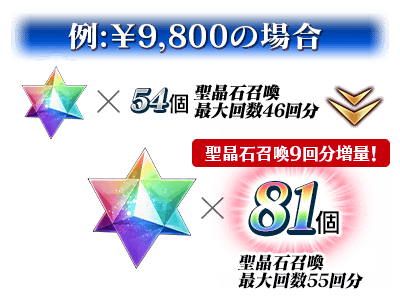 例:￥9,800の場合
×54個
聖晶石召喚
最大回数46回分
聖晶石召喚9回分増量!
×81個
聖晶石召喚
最大回数55回分